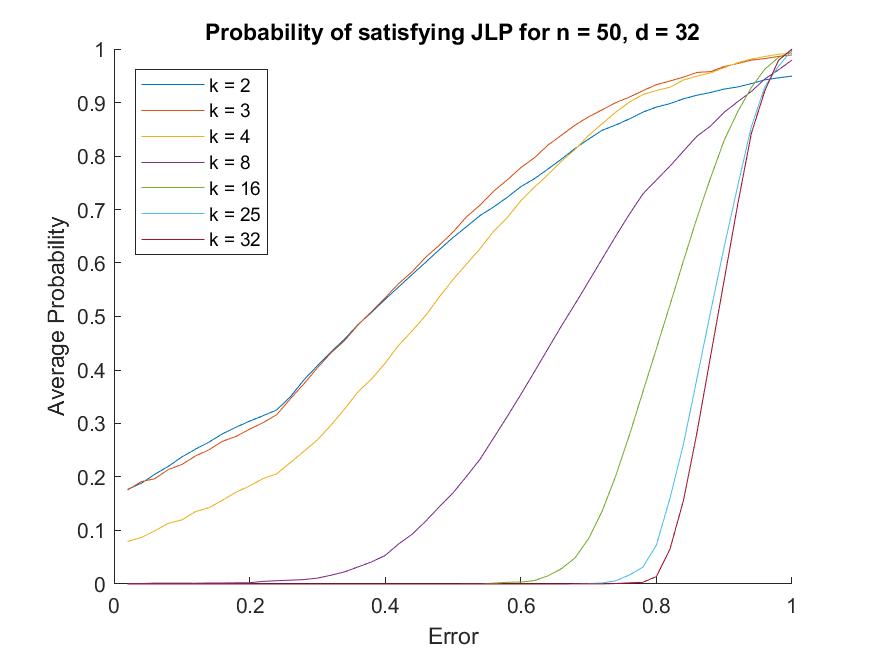 Probability of satisfying JLP for n = 50, d = 32
1
0.9
0.8
0.7
0.6
0.5
0.4
0.3
0.2
0.1
0
Average Probability
k = 2
k = 3
k = 4
k = 8
k = 16
k = 25
k = 32
0 0.2 0.4 0.6 0.8 1
Error